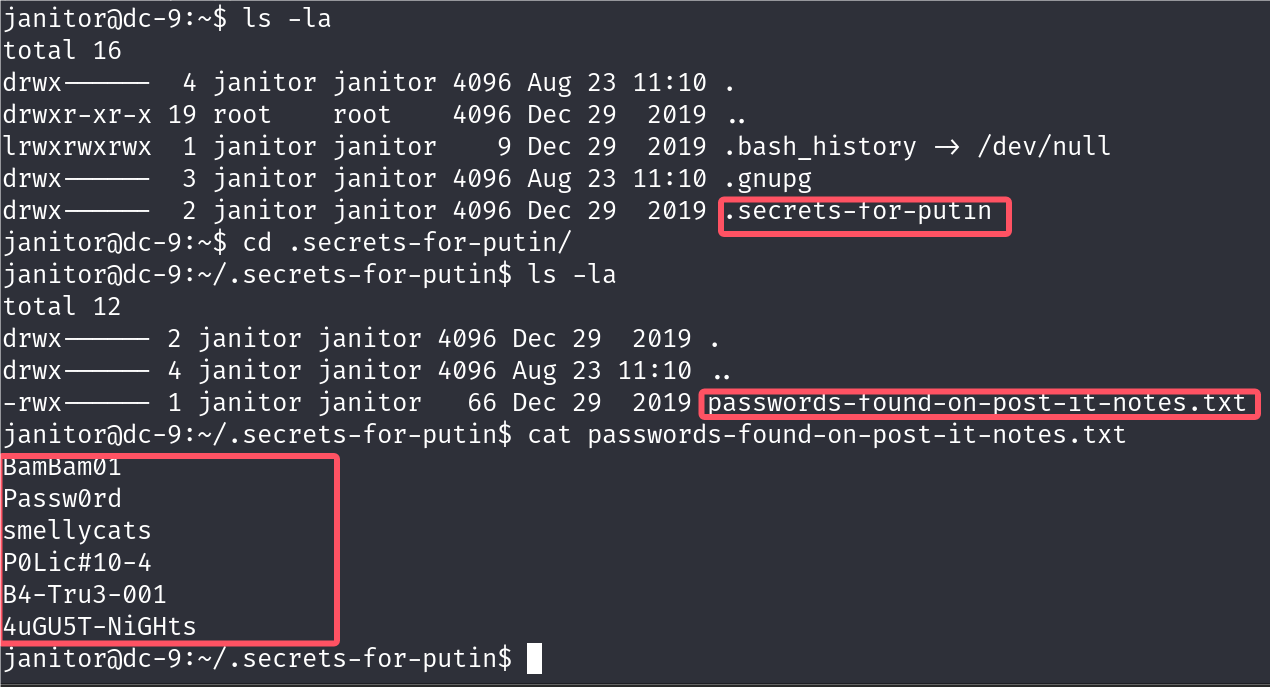 janitor@dc-9:~$ ls -la
total 16
drwx------  4 janitor janitor 4096 Aug 23 11:10 .
drwxr-xr-x 19 root    root    4096 Dec 29  2019 ..
lrwxrwxrwx  1 janitor janitor    9 Dec 29  2019 .bash_history -> /dev/null
drwx------  3 janitor janitor 4096 Aug 23 11:10 .gnupg
drwx------  2 janitor janitor 4096 Dec 29  2019 .secrets-for-putin
janitor@dc-9:~$ cd .secrets-for-putin/
janitor@dc-9:~/.secrets-for-putin$ ls -la
total 12
drwx------ 2 janitor janitor 4096 Dec 29  2019 .
drwx------ 4 janitor janitor 4096 Aug 23 11:10 ..
-rwx------ 1 janitor janitor   66 Dec 29  2019 passwords-found-on-post-it-notes.txt
janitor@dc-9:~/.secrets-for-putin$ cat passwords-found-on-post-it-notes.txt
BamBam01
Passw0rd
smellycats
P0Lic#10-4
B4-Tru3-001
4uGU5T-NiGHts
janitor@dc-9:~/.secrets-for-putin$